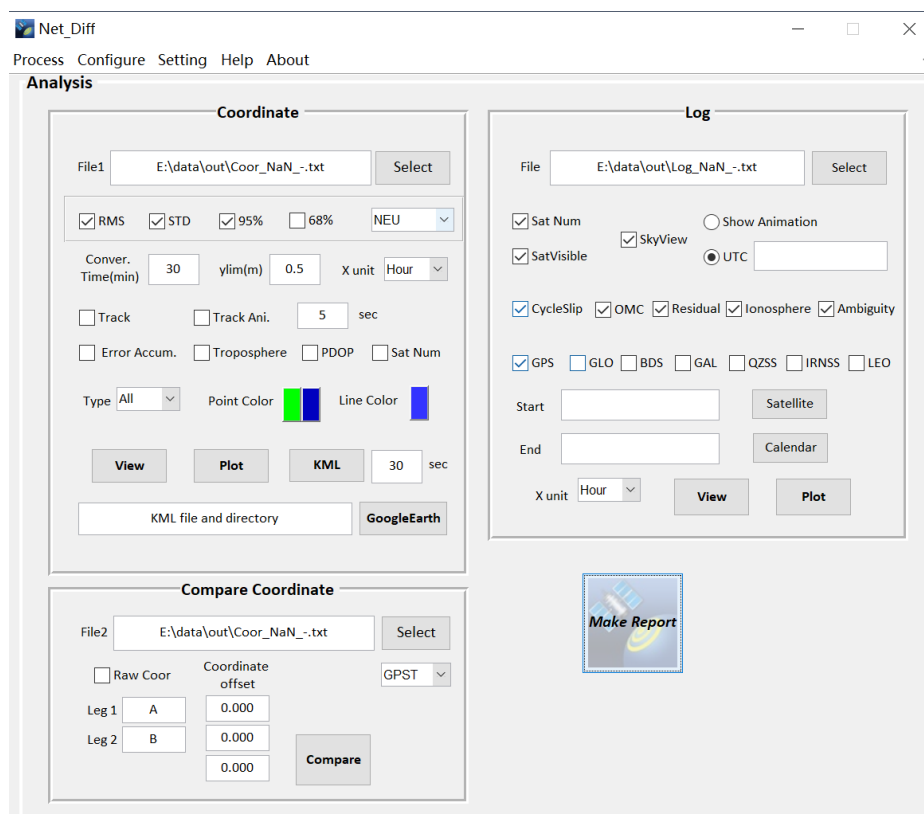 Net_Diff
Process Configure Setting Help About
Analysis
Coordinate
File1 E:\data\out\Coor_NaN_-.txt Select
RMS STD 95% 68% NEU
Conver.
Time(min) 30 ylim(m) 0.5 X unit Hour
Track Track Ani. 5 sec
Error Accum. Troposphere PDOP Sat Num
Type All Point Color Line Color
View Plot KML 30 sec
KML file and directory GoogleEarth
Compare Coordinate
File2 E:\data\out\Coor_NaN_-.txt Select
Raw Coor Coordinate
offset GPST
Leg 1 A 0.000
Leg 2 B 0.000
0.000 Compare
Log
File E:\data\out\Log_NaN_-.txt Select
Sat Num SkyView Show Animation
SatVisible UTC
CycleSlip OMC Residual Ionosphere Ambiguity
GPS GLO BDS GAL QZSS IRNSS LEO
Start Satellite
End Calendar
X unit Hour View Plot
Make Report